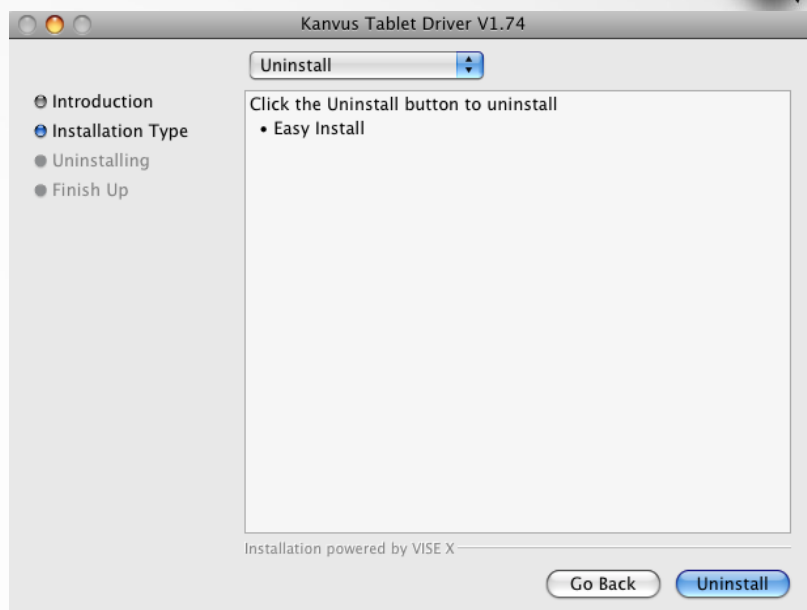 Kanvus Tablet Driver V1.74
Uninstall
Introduction
Installation Type
Uninstalling
Finish Up
Click the Uninstall button to uninstall
• Easy Install
Installation powered by VISE X
Go Back
Uninstall